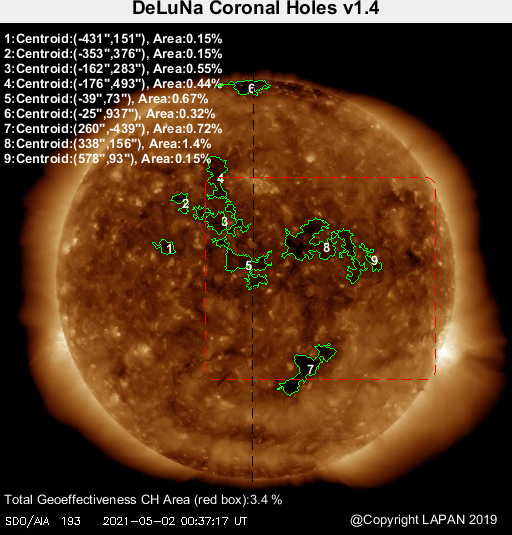 DeLuNa Coronal Holes v1.4
1:Centroid:(-431",151"), Area:0.15%
2:Centroid:(-353",376"), Area:0.15%
3:Centroid:(-162",283"), Area:0.55%
4:Centroid:(-176",493"), Area:0.44%
5:Centroid:(-39",73"), Area:0.67%
6:Centroid:(-25",937"), Area:0.32%
7:Centroid:(260",-439"), Area:0.72%
8:Centroid:(338",156"), Area:1.4%
9:Centroid:(578",93"), Area:0.15%
6
4
2
3
1
8
5
9
7
Total Geoeffectiveness CH Area (red box):3.4 %
SDO/AIA 193 2021-05-02 00:37:17 UT
@Copyright LAPAN 2019